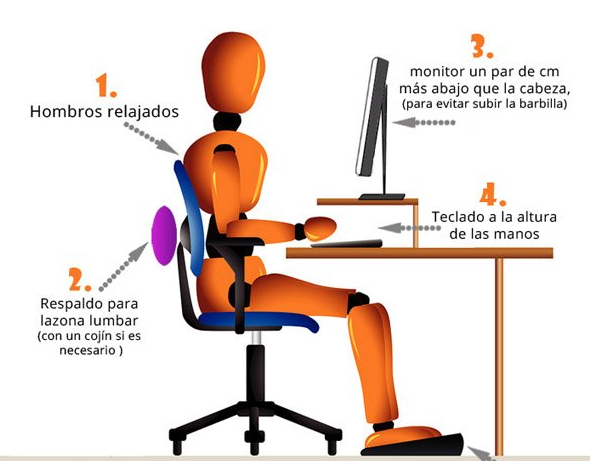 1.
Hombros relajados
2.
Respaldo para
lazona lumbar
(con un cojín si es
necesario )
3.
monitor un par de cm
más abajo que la cabeza,
(para evitar subir la barbilla)
4.
Teclado a la altura
de las manos